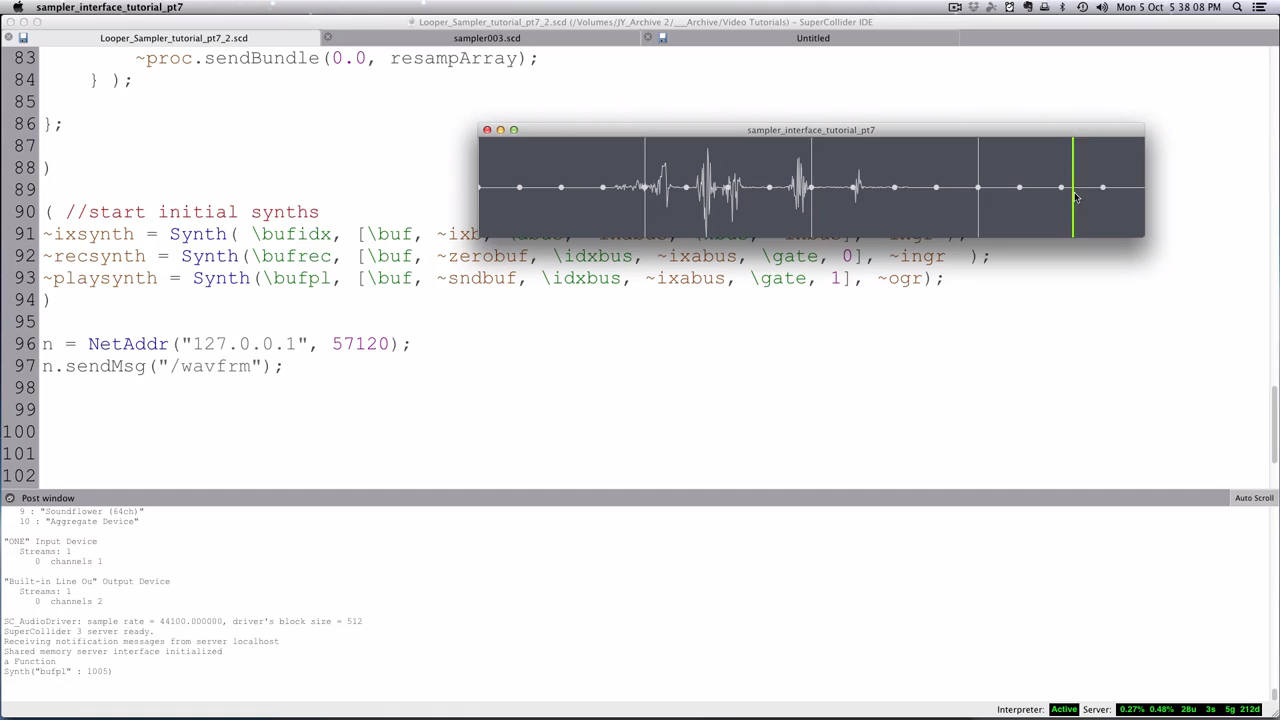 sampler_interface_tutorial_pt7
Mon 5 Oct 5 38 08 PM
Looper_Sampler_tutorial_pt7_2.scd (/Volumes/JY_Archive 2/___Archive/Video Tutorials) - SuperCollider IDE
Looper_Sampler_tutorial_pt7_2.scd
sampler003.scd
Untitled
83 ~proc.sendBundle(0.0, resampArray);
84 } );
85
86 };
87
88 )
89
sampler_interface_tutorial_pt7
90 ( //start initial synths
91 ~ixsynth = Synth( \bufidx, [\buf, ~ixb
92 ~recsynth = Synth(\bufrec, [\buf, ~zerobuf, \idxbus, ~ixabus, \gate, 0], ~ingr );
93 ~playsynth = Synth(\bufpl, [\buf, ~sndbuf, \idxbus, ~ixabus, \gate, 1], ~ogr);
94 )
95
96 n = NetAddr("127.0.0.1", 57120);
97 n.sendMsg("/wavfrm");
98
99
100
101
102
Post window
Auto Scroll
9 : "Soundflower (64ch)"
10 : "Aggregate Device"
"ONE" Input Device
Streams: 1
0 channels 1
"Built-in Line Ou" Output Device
Streams: 1
0 channels 2
SC_AudioDriver: sample rate = 44100.000000, driver's block size = 512
SuperCollider 3 server ready.
Receiving notification messages from server localhost
Shared memory server interface initialized
a Function
Synth("bufpl" : 1005)
Interpreter: Active Server: 0.27% 0.48% 28u 3s 5g 212d